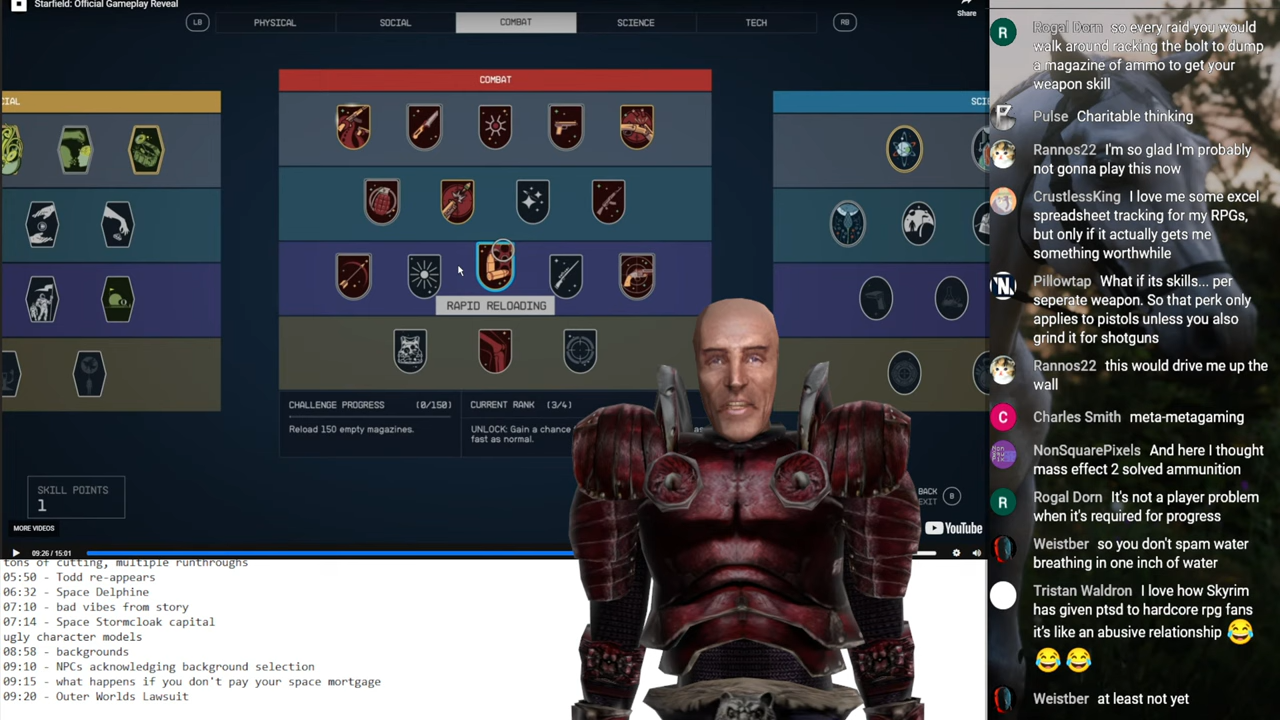 Starfield: Official Gameplay Reveal
Share
LB
PHYSICAL
SOCIAL
COMBAT
SCIENCE
TECH
RB
CIAL
COMBAT
SCI
RAPID RELOADING
CHALLENGE PROGRESS (0/150)
Reload 150 empty magazines.
CURRENT RANK (3/4)
UNLOCK: Gain a chance
fast as normal.
SKILL POINTS
1
BACK
EXIT
B
MORE VIDEOS
YouTube
09:26 / 15:01
tons of cutting, multiple runthroughs
05:50 - Todd re-appears
06:32 - Space Delphine
07:10 - bad vibes from story
07:14 - Space Stormcloak capital
ugly character models
08:58 - backgrounds
09:10 - NPCs acknowledging background selection
09:15 - what happens if you don't pay your space mortgage
09:20 - Outer Worlds Lawsuit
R
Rogal Dorn so every raid you would
walk around racking the bolt to dump
a magazine of ammo to get your
weapon skill
Pulse Charitable thinking
Rannos22 I'm so glad I'm probably
not gonna play this now
CrustlessKing I love me some excel
spreadsheet tracking for my RPGs,
but only if it actually gets me
something worthwhile
Pillowtap What if its skills... per
seperate weapon. So that perk only
applies to pistols unless you also
grind it for shotguns
Rannos22 this would drive me up the
wall
C
Charles Smith meta-metagaming
NonSquarePixels And here I thought
mass effect 2 solved ammunition
R
Rogal Dorn It's not a player problem
when it's required for progress
Weistber so you don't spam water
breathing in one inch of water
Tristan Waldron I love how Skyrim
has given ptsd to hardcore rpg fans
it's like an abusive relationship 😂
😂 😂
Weistber at least not yet